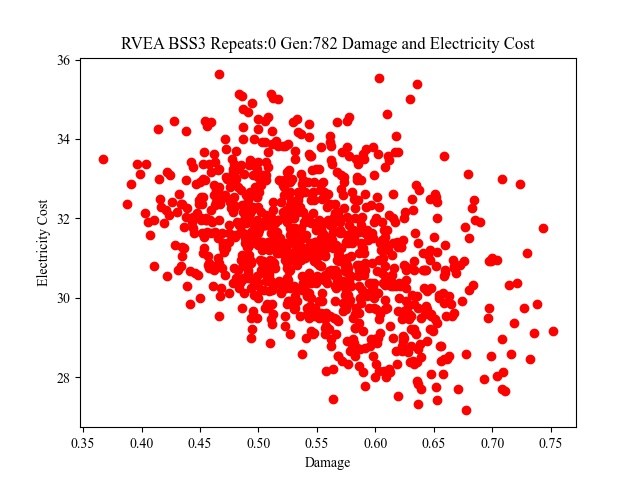 RVEA BSS3 Repeats:0 Gen:782 Damage and Electricity Cost
36
34
32
30
28
Electricity Cost
0.35 0.40 0.45 0.50 0.55 0.60 0.65 0.70 0.75
Damage